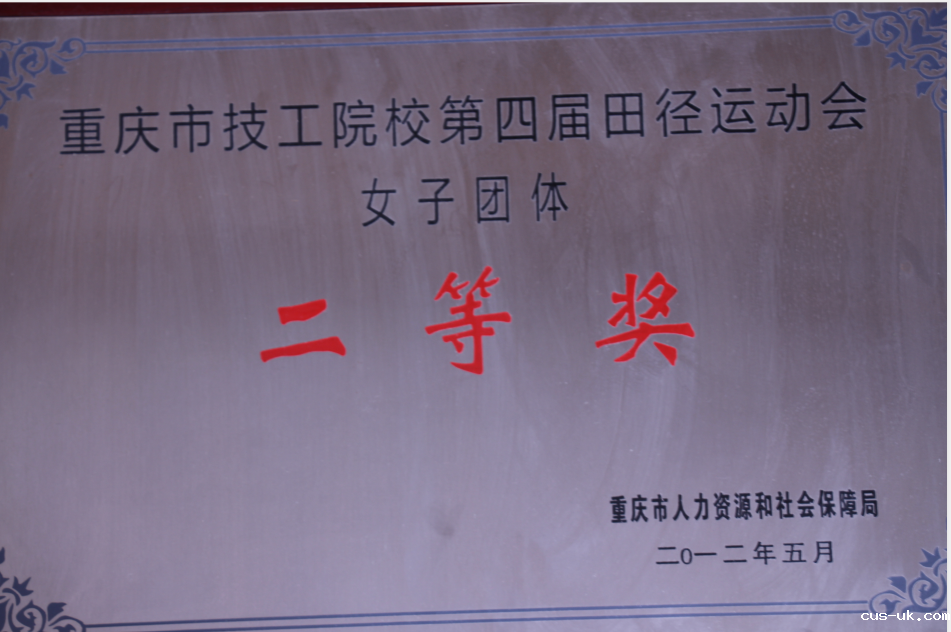 重庆市技工院校第四届田径运动会
女子团体
二等奖
重庆市人力资源和社会保障局
二0一二年五月
cus-uk.com